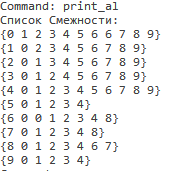 Command: print_al
Список Смежности:
{0 1 2 3 4 5 6 6 7 8 9}
{1 0 2 3 4 5 6 7 8 9}
{2 0 1 2 3 4 5 6 7 8 9}
{3 0 1 2 4 5 6 7 8 9}
{4 0 1 2 3 4 5 6 7 8 9}
{5 0 1 2 3 4}
{6 0 0 1 2 3 4 8}
{7 0 1 2 3 4 8}
{8 0 1 2 3 4 6 7}
{9 0 1 2 3 4}